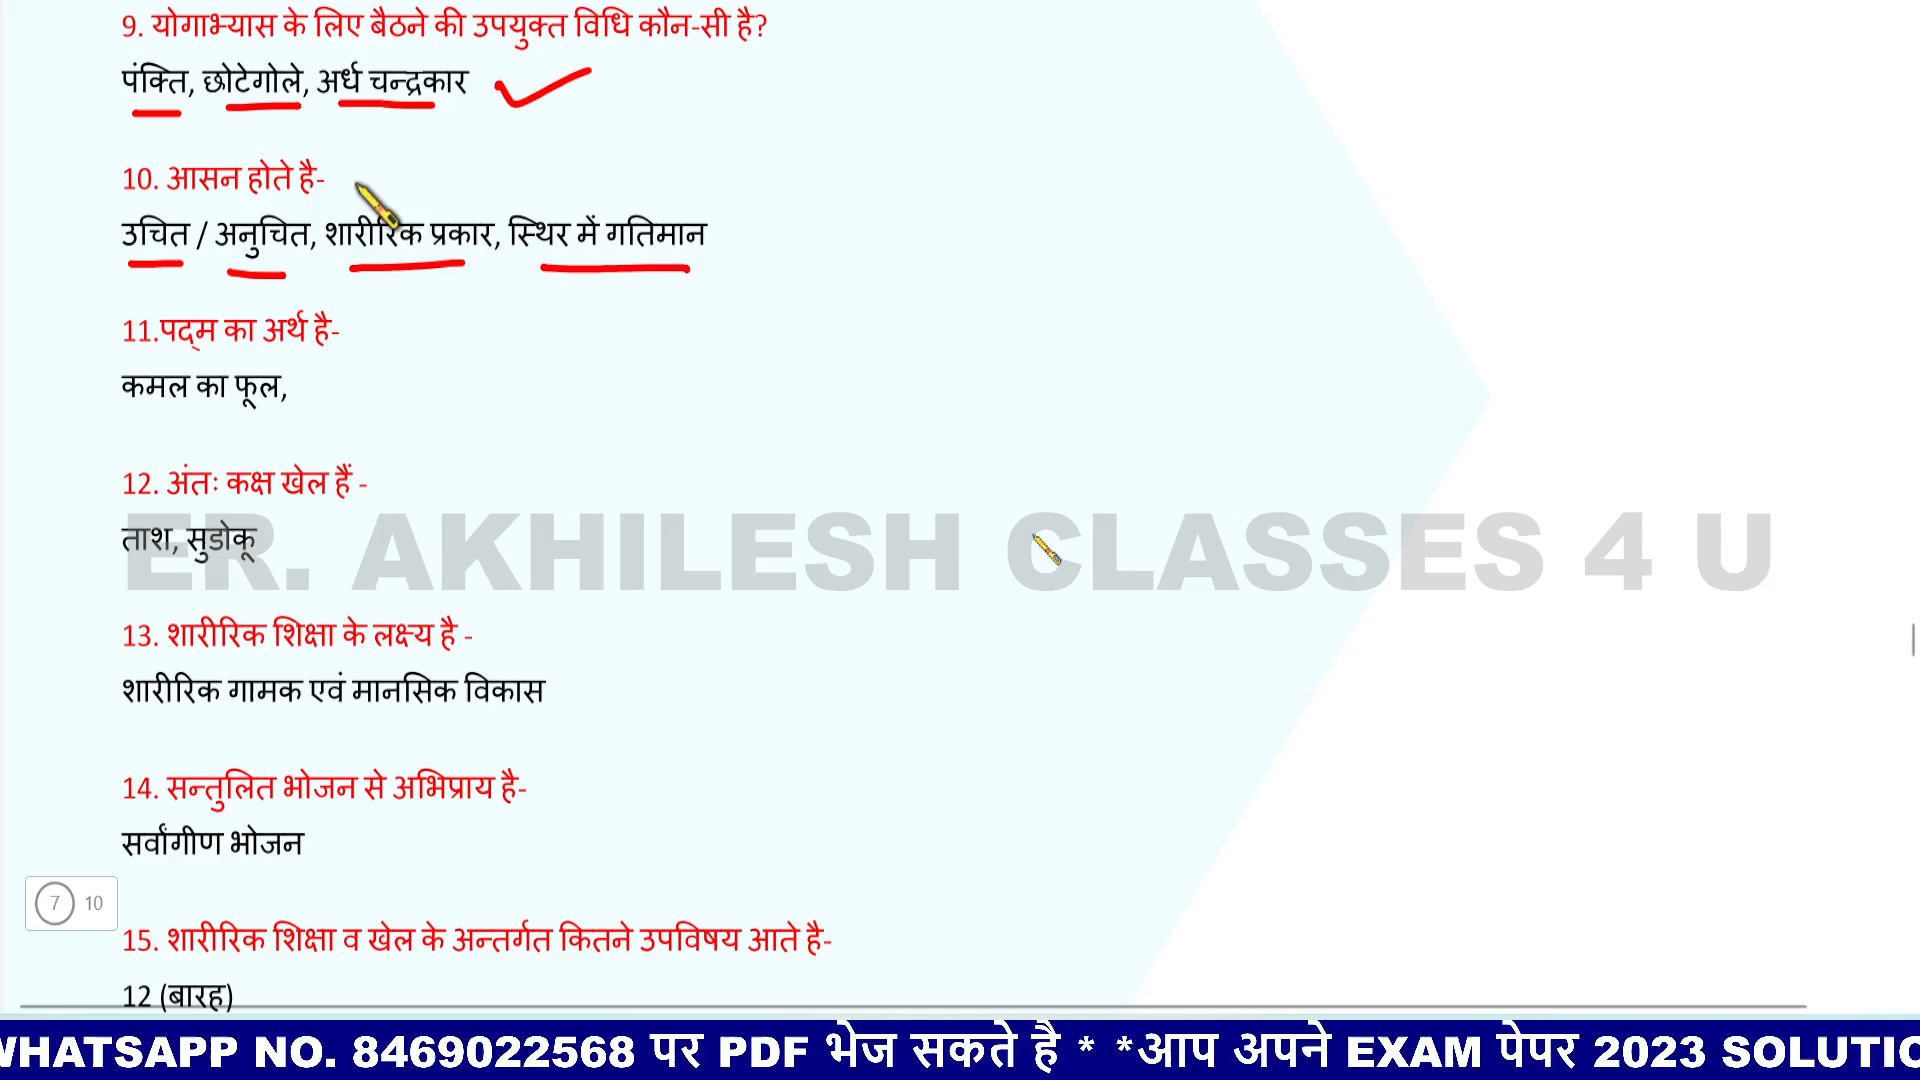 9. योगाभ्यास के लिए बैठने की उपयुक्त विधि कौन-सी है?
पंक्ति, छोटेगोले, अर्ध चन्द्रकार
10. आसन होते है-
उचित / अनुचित, शारीरिक प्रकार, स्थिर में गतिमान
11.पद्म का अर्थ है-
कमल का फूल,
12. अंतः कक्ष खेल हैं -
ताश, सुडोकू
ER. AKHILESH CLASSES 4 U
13. शारीरिक शिक्षा के लक्ष्य है -
शारीरिक गामक एवं मानसिक विकास
14. सन्तुलित भोजन से अभिप्राय है-
सर्वांगीण भोजन
7 10
15. शारीरिक शिक्षा व खेल के अन्तर्गत कितने उपविषय आते है-
12 (बारह)
WHATSAPP NO. 8469022568 पर PDF भेज सकते है * *आप अपने EXAM पेपर 2023 SOLUTIO